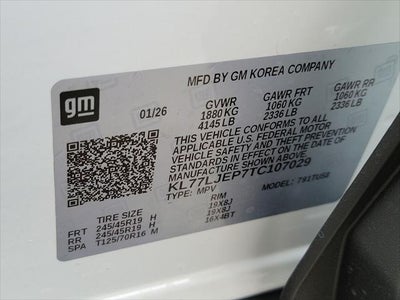 gm
MFD BY GM KOREA COMPANY
01/26 GVWR GAWR FRT GAWR RR
1880 KG 1060 KG 1060 KG
4145 LB 2336 LB 2336 LB
THIS VEHICLE CONFORMS TO ALL
APPLICABLE U.S. FEDERAL MOTOR
VEHICLE SAFETY AND THEFT PREVENTION
STANDARDS IN EFFECT ON THE DATE OF
MANUFACTURE SHOWN ABOVE.
KL77LJEP7TC107029
TYPE: MPV MODEL: 791TUS8
TIRE SIZE RIM
FRT 245/45R19 H 19X8J
RR 245/45R19 H 19X8J
SPA T125/70R16 M 16X4BT